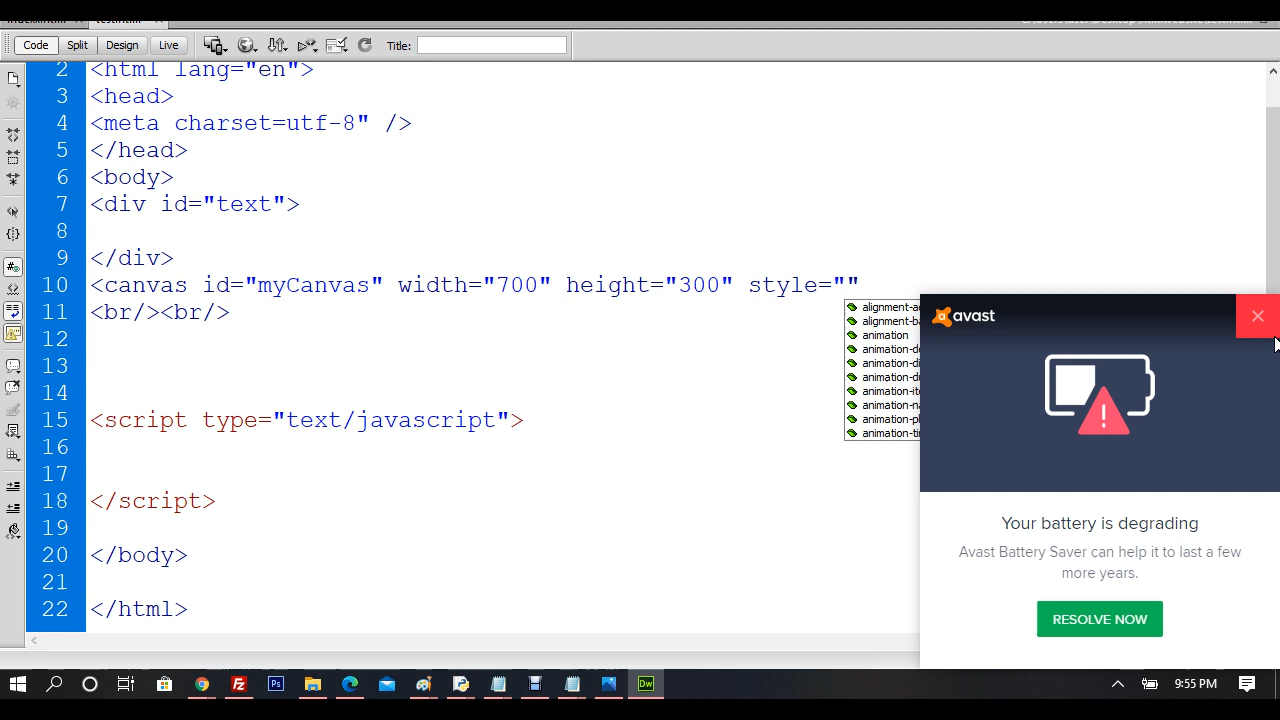 Code Split Design Live Title:
2 <html lang="en">
3 <head>
4 <meta charset=utf-8" />
5 </head>
6 <body>
7 <div id="text">
8
9 </div>
10 <canvas id="myCanvas" width="700" height="300" style=""
11 <br/><br/>
12
13
14
15 <script type="text/javascript">
16
17
18 </script>
19
20 </body>
21
22 </html>
animation
avast
Your battery is degrading
Avast Battery Saver can help it to last a few
more years.
RESOLVE NOW
Ps
Dw
9:55 PM